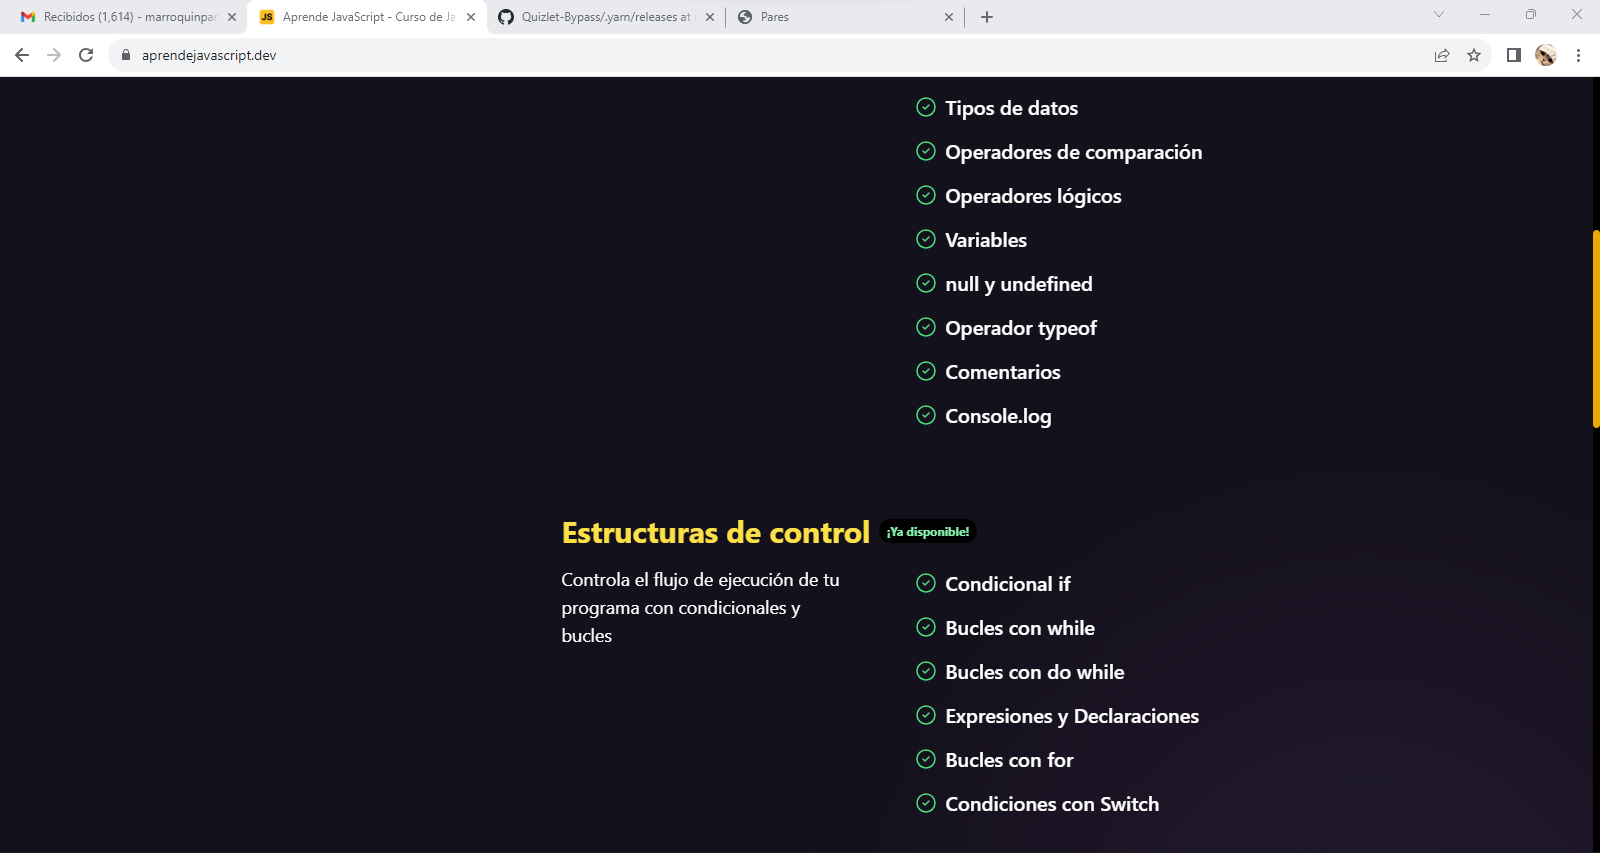 Recibidos (1,614) - marroquinpan
JS Aprende JavaScript - Curso de Ja
Quizlet-Bypass/.yarn/releases at
Pares
aprendejavascript.dev
Tipos de datos
Operadores de comparación
Operadores lógicos
Variables
null y undefined
Operador typeof
Comentarios
Console.log
Estructuras de control ¡Ya disponible!
Controla el flujo de ejecución de tu
programa con condicionales y
bucles
Condicional if
Bucles con while
Bucles con do while
Expresiones y Declaraciones
Bucles con for
Condiciones con Switch